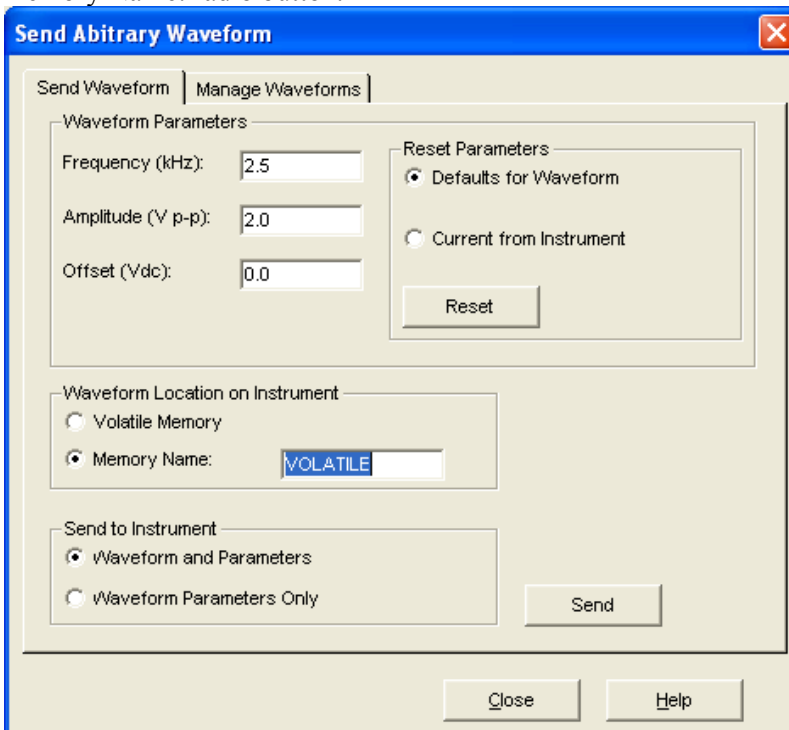 Send Abitrary Waveform
Send Waveform
Manage Waveforms
Waveform Parameters
Frequency (kHz): 2.5
Amplitude (V p-p): 2.0
Offset (Vdc): 0.0
Reset Parameters
Defaults for Waveform
Current from Instrument
Reset
Waveform Location on Instrument
Volatile Memory
Memory Name: VOLATILE
Send to Instrument
Waveform and Parameters
Waveform Parameters Only
Send
Close
Help